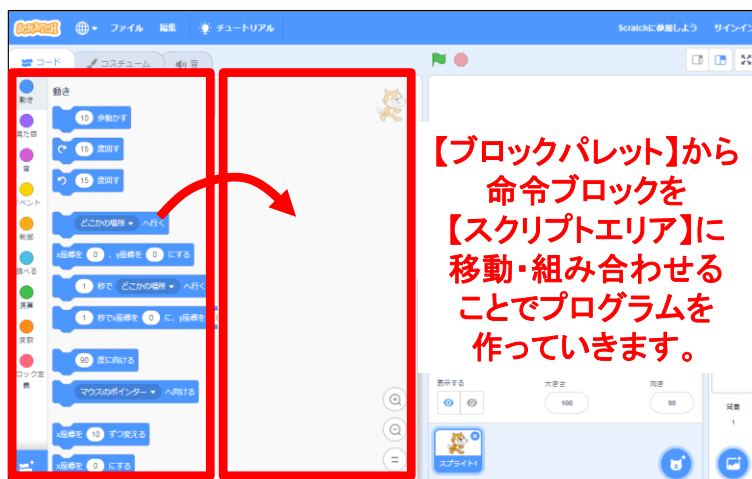 SCRATCH
ファイル 編集 チュートリアル Scratchに参加しよう サインイン
コード コスチューム 音
動き
見た目
音
イベント
制御
調べる
演算
変数
ブロック定
義
動き
10 歩動かす
15 度回す
15 度回す
どこかの場所 へ行く
x座標を 0 、y座標を 0 にする
1 秒で どこかの場所 へ行く
1 秒でx座標を 0 に、y座標を
90 度に向ける
マウスのポインター へ向ける
x座標を 10 ずつ変える
x座標を 0 にする
【ブロックパレット】から
命令ブロックを
【スクリプトエリア】に
移動・組み合わせる
ことでプログラムを
作っていきます。
表示する 大きさ 向き
100 90
スプライト1
背景
1